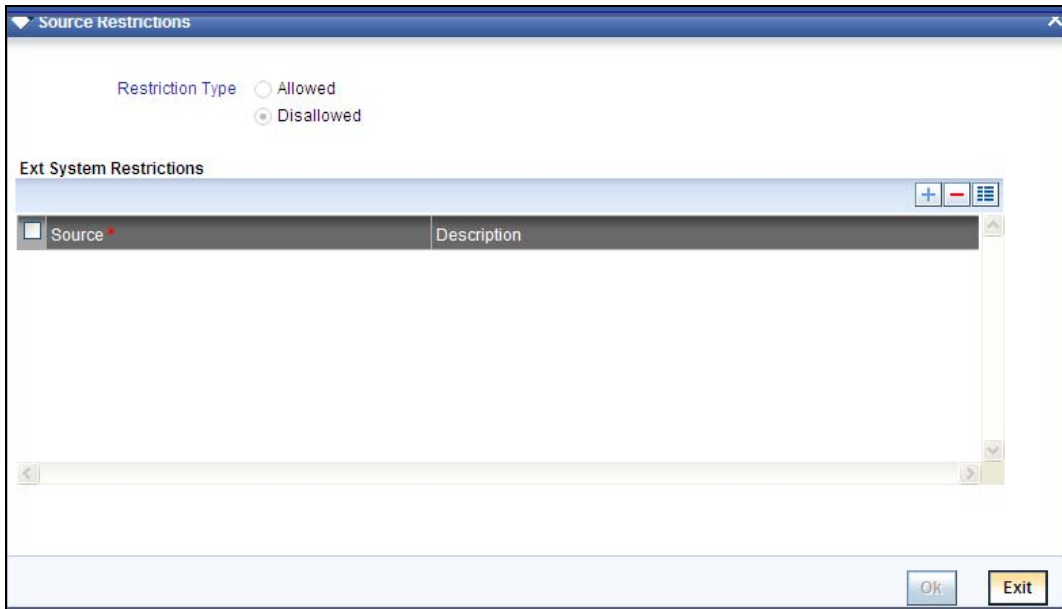 Source Restrictions
Restriction Type Allowed
Disallowed
Ext System Restrictions
Source * Description
Ok Exit